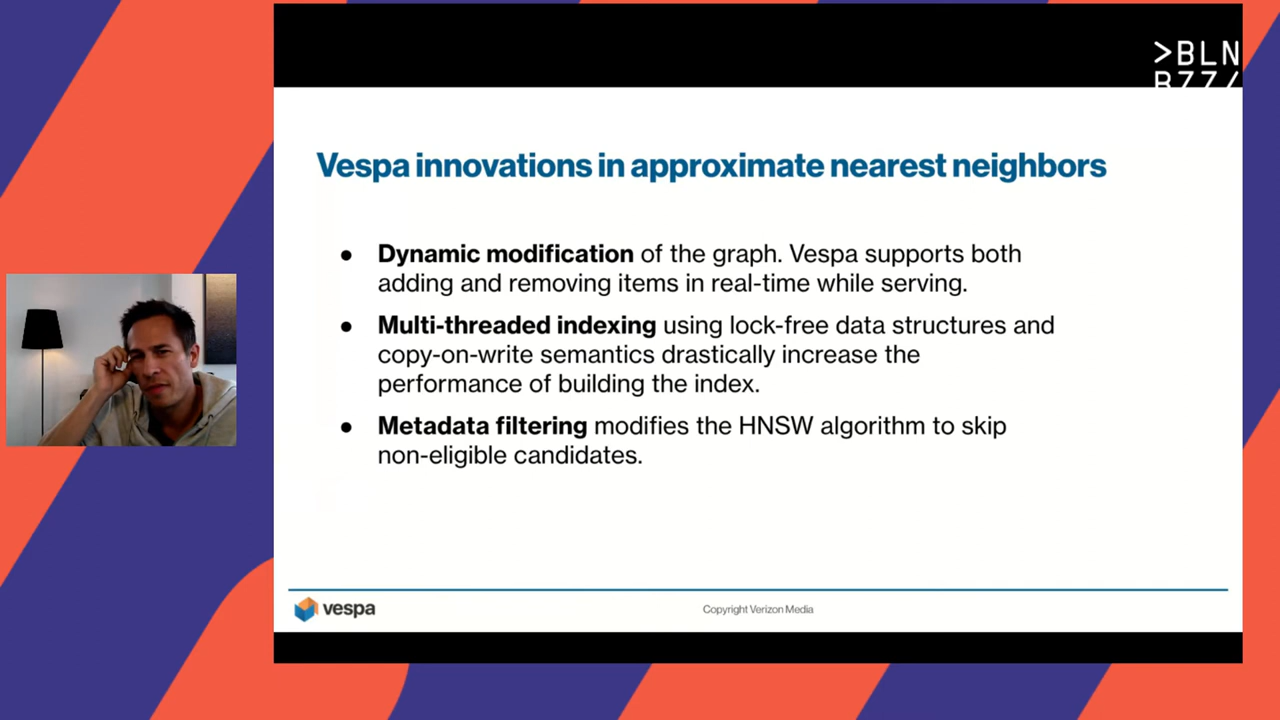 >BLN
Vespa innovations in approximate nearest neighbors
● Dynamic modification of the graph. Vespa supports both
adding and removing items in real-time while serving.
● Multi-threaded indexing using lock-free data structures and
copy-on-write semantics drastically increase the
performance of building the index.
● Metadata filtering modifies the HNSW algorithm to skip
non-eligible candidates.
vespa
Copyright Verizon Media